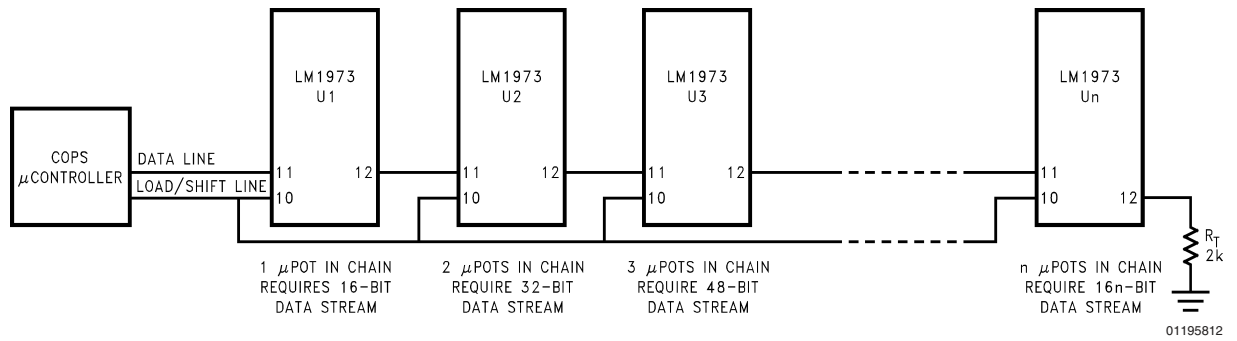 LM1973
U1
LM1973
U2
LM1973
U3
LM1973
Un
COPS
μCONTROLLER
DATA LINE
LOAD/SHIFT LINE
11
12
10
11
12
10
11
12
10
11
10
12
RT
2k
1 μPOT IN CHAIN
REQUIRES 16-BIT
DATA STREAM
2 μPOTS IN CHAIN
REQUIRE 32-BIT
DATA STREAM
3 μPOTS IN CHAIN
REQUIRE 48-BIT
DATA STREAM
n μPOTS IN CHAIN
REQUIRE 16n-BIT
DATA STREAM
01195812